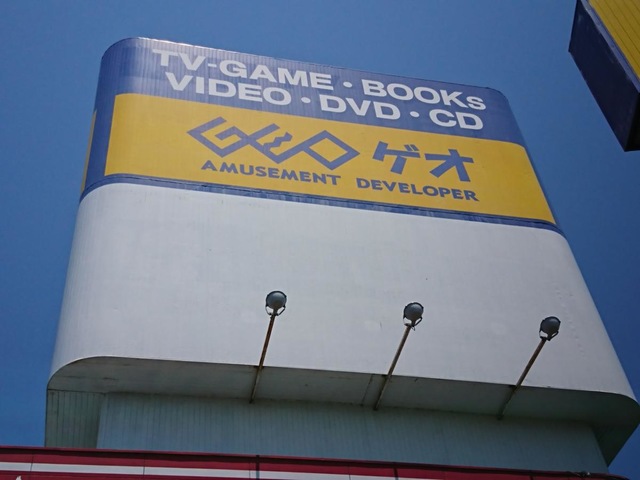 TV-GAME・BOOKS
VIDEO・DVD・CD
GEO ゲオ
AMUSEMENT DEVELOPER